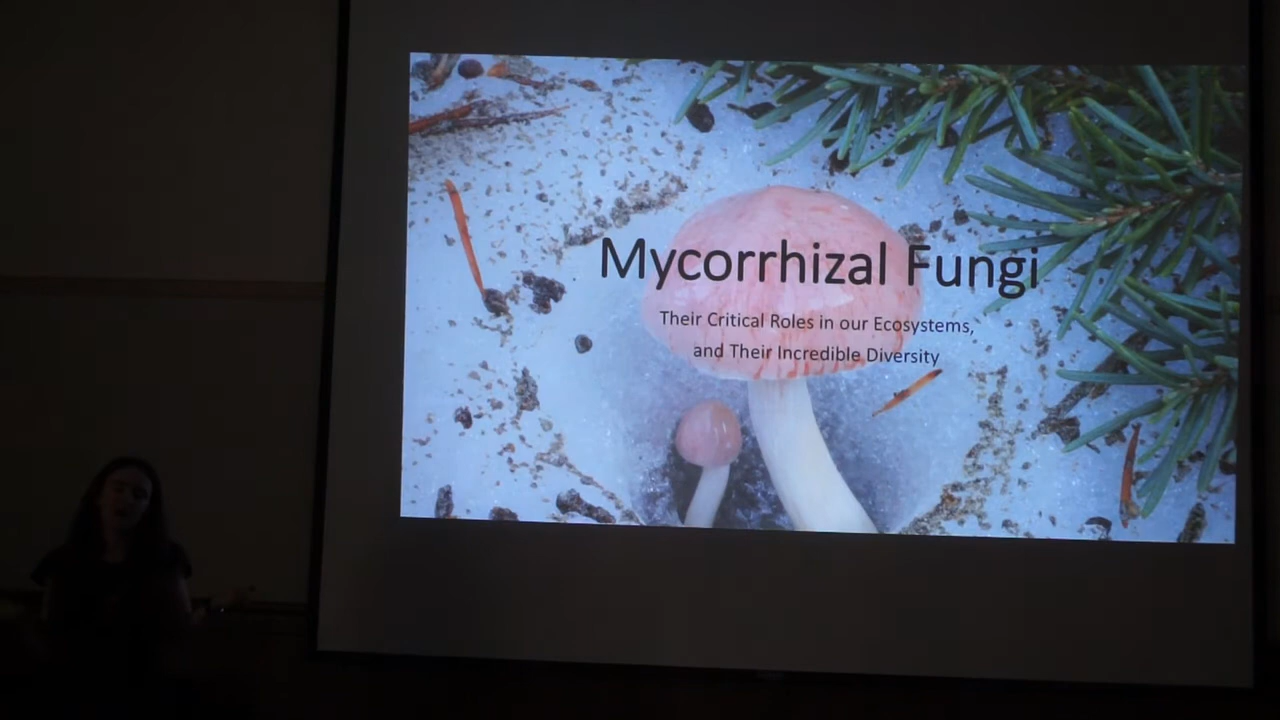 Mycorrhizal Fungi
Their Critical Roles in our Ecosystems,
and Their Incredible Diversity